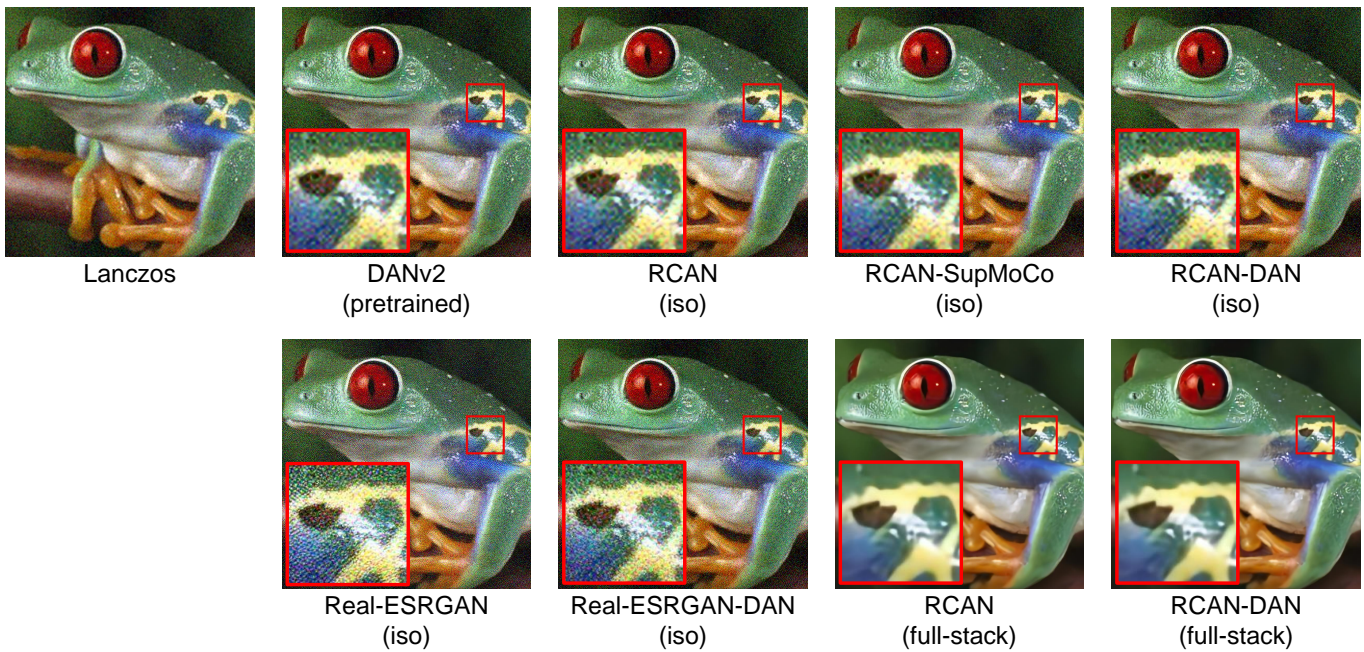 Lanczos
DANv2
(pretrained)
RCAN
(iso)
RCAN-SupMoCo
(iso)
RCAN-DAN
(iso)
Real-ESRGAN
(iso)
Real-ESRGAN-DAN
(iso)
RCAN
(full-stack)
RCAN-DAN
(full-stack)